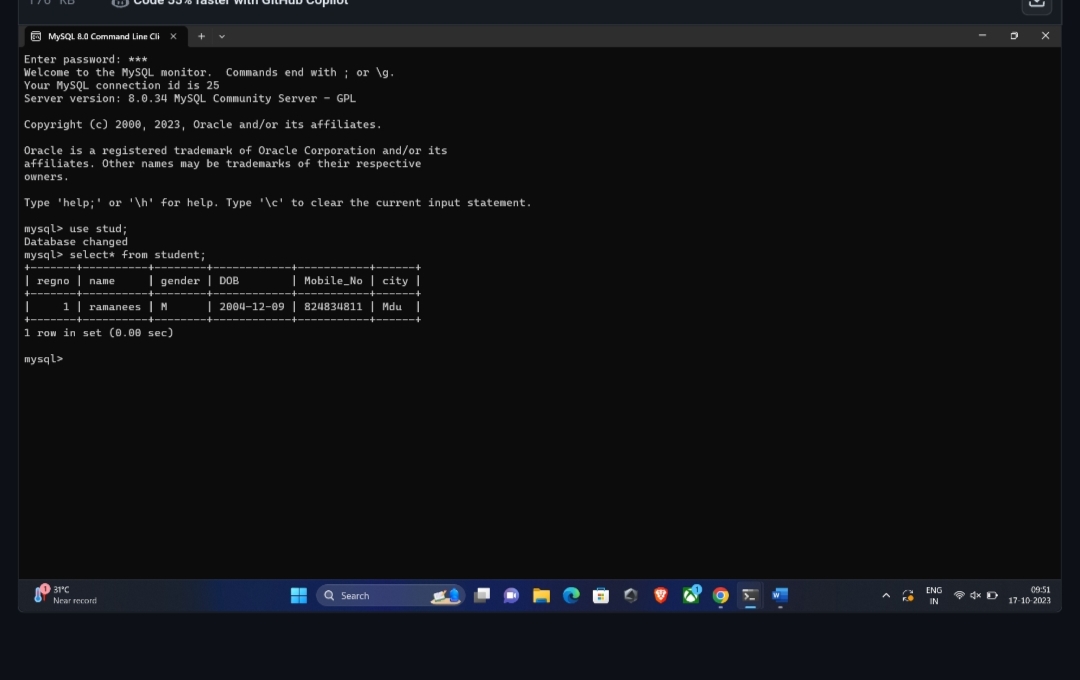 Code 55% faster with GitHub Copilot
MySQL 8.0 Command Line Cli
Enter password: ***
Welcome to the MySQL monitor.  Commands end with ; or \g.
Your MySQL connection id is 25
Server version: 8.0.34 MySQL Community Server - GPL
Copyright (c) 2000, 2023, Oracle and/or its affiliates.
Oracle is a registered trademark of Oracle Corporation and/or its
affiliates. Other names may be trademarks of their respective
owners.
Type 'help;' or '\h' for help. Type '\c' to clear the current input statement.
mysql> use stud;
Database changed
mysql> select* from student;
+-------+----------+--------+------------+-----------+------+
| regno | name     | gender | DOB        | Mobile_No | city |
+-------+----------+--------+------------+-----------+------+
|     1 | ramanees | M      | 2004-12-09 | 824834811 | Mdu  |
+-------+----------+--------+------------+-----------+------+
1 row in set (0.00 sec)
mysql>
1
31°C
Near record
Search
1
W
ENG
IN
09:51
17-10-2023